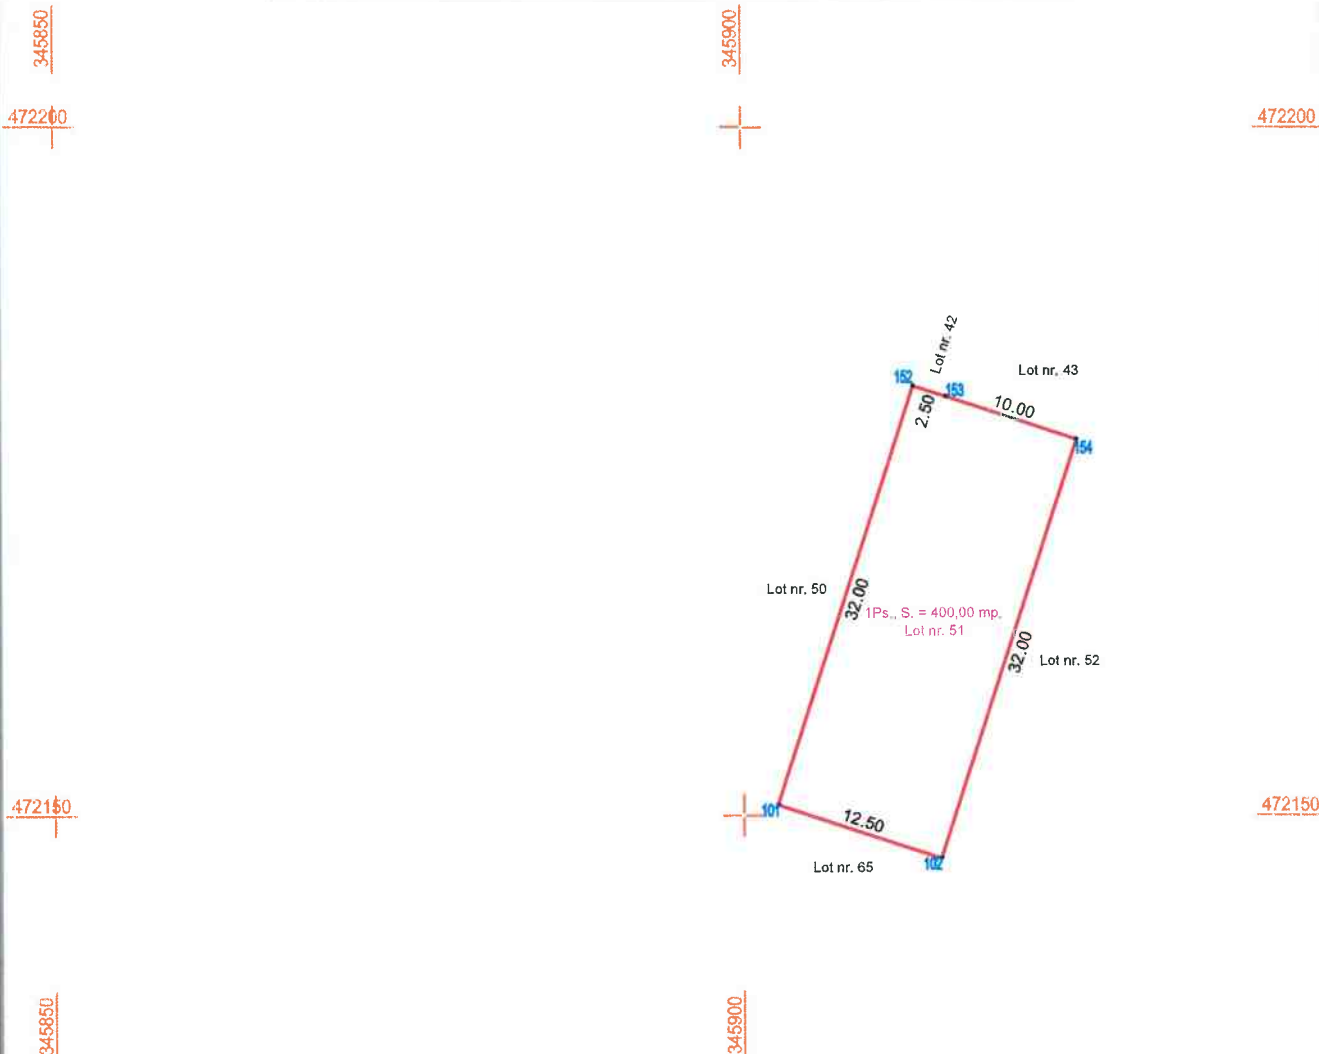 345850
345900
472200
472200
Lot nr. 42
152
153
Lot nr. 43
2.50
10.00
154
Lot nr. 50
32.00
1Ps., S. = 400,00 mp.
Lot nr. 51
32.00
Lot nr. 52
472150
101
12.50
472150
102
Lot nr. 65
345850
345900